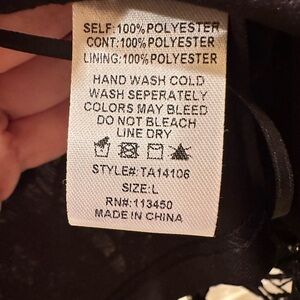 SELF:100%POLYESTER
CONT:100%POLYESTER
LINING:100%POLYESTER
HAND WASH COLD
WASH SEPERATELY
COLORS MAY BLEED
DO NOT BLEACH
LINE DRY
STYLE#:TA14106
SIZE:L
RN#:113450
MADE IN CHINA